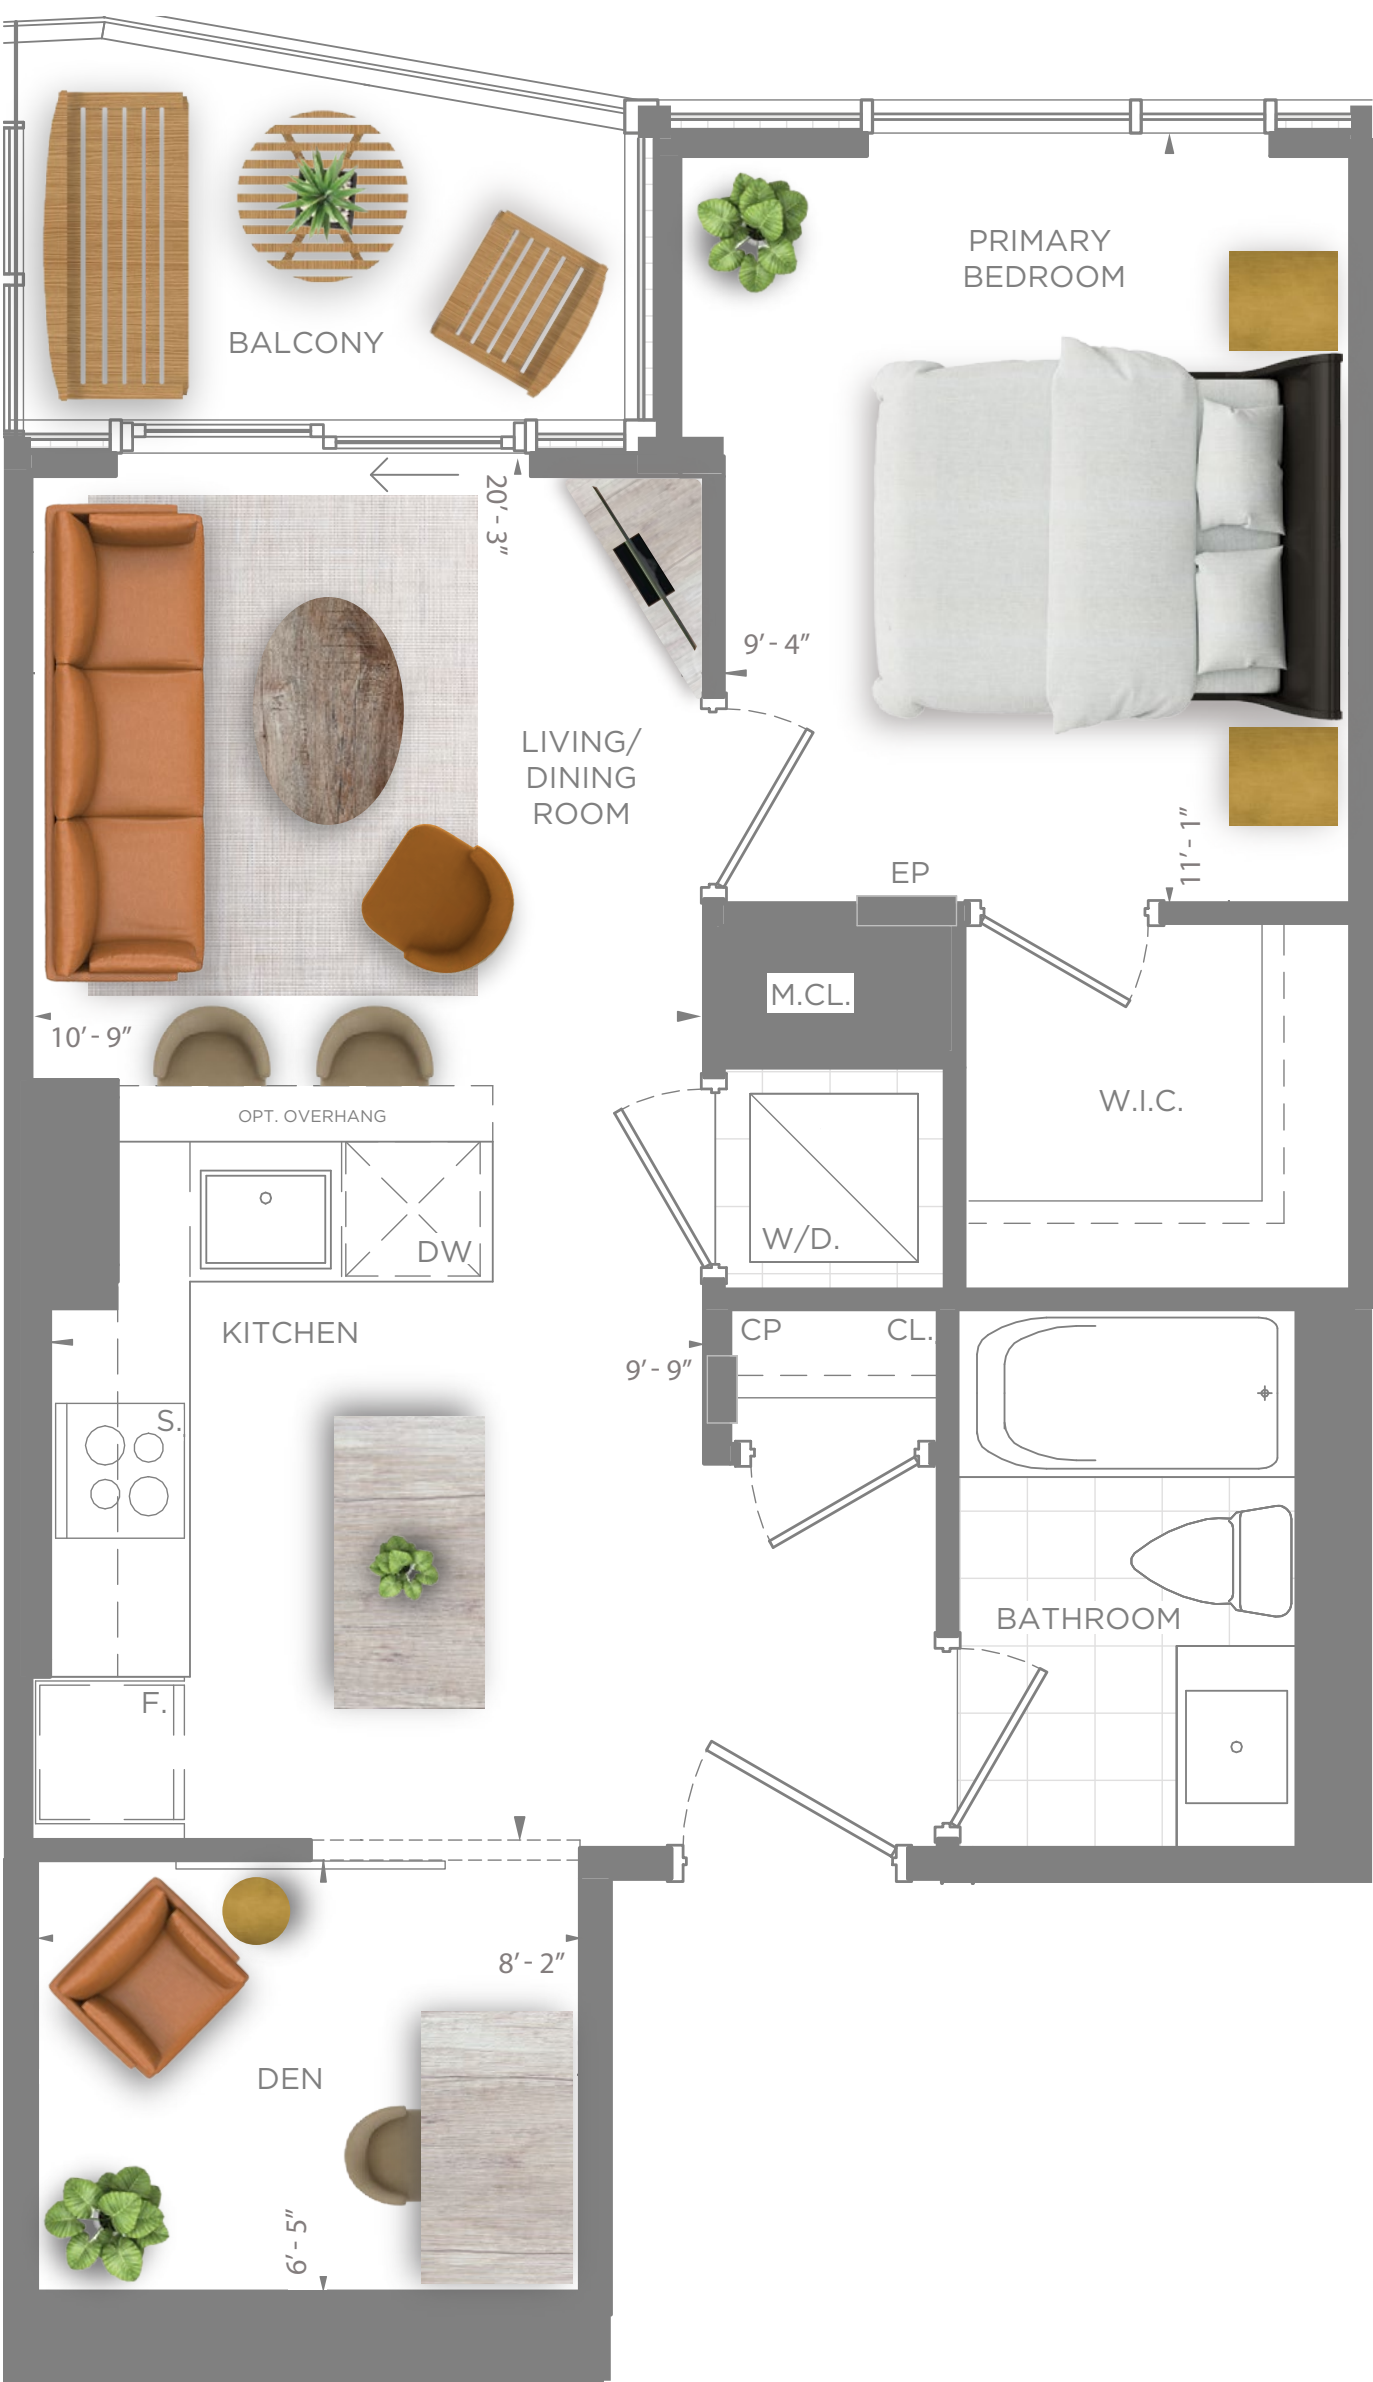 PRIMARY
BEDROOM
BALCONY
20’ - 3”
9’ - 4”
LIVING/
DINING
ROOM
11’ - 1”
EP
M.CL.
10’ - 9”
W.I.C.
OPT. OVERHANG
W/D.
DW
KITCHEN
CP
CL.
9’ - 9”
S.
BATHROOM
F.
8’ - 2”
DEN
6’ - 5”